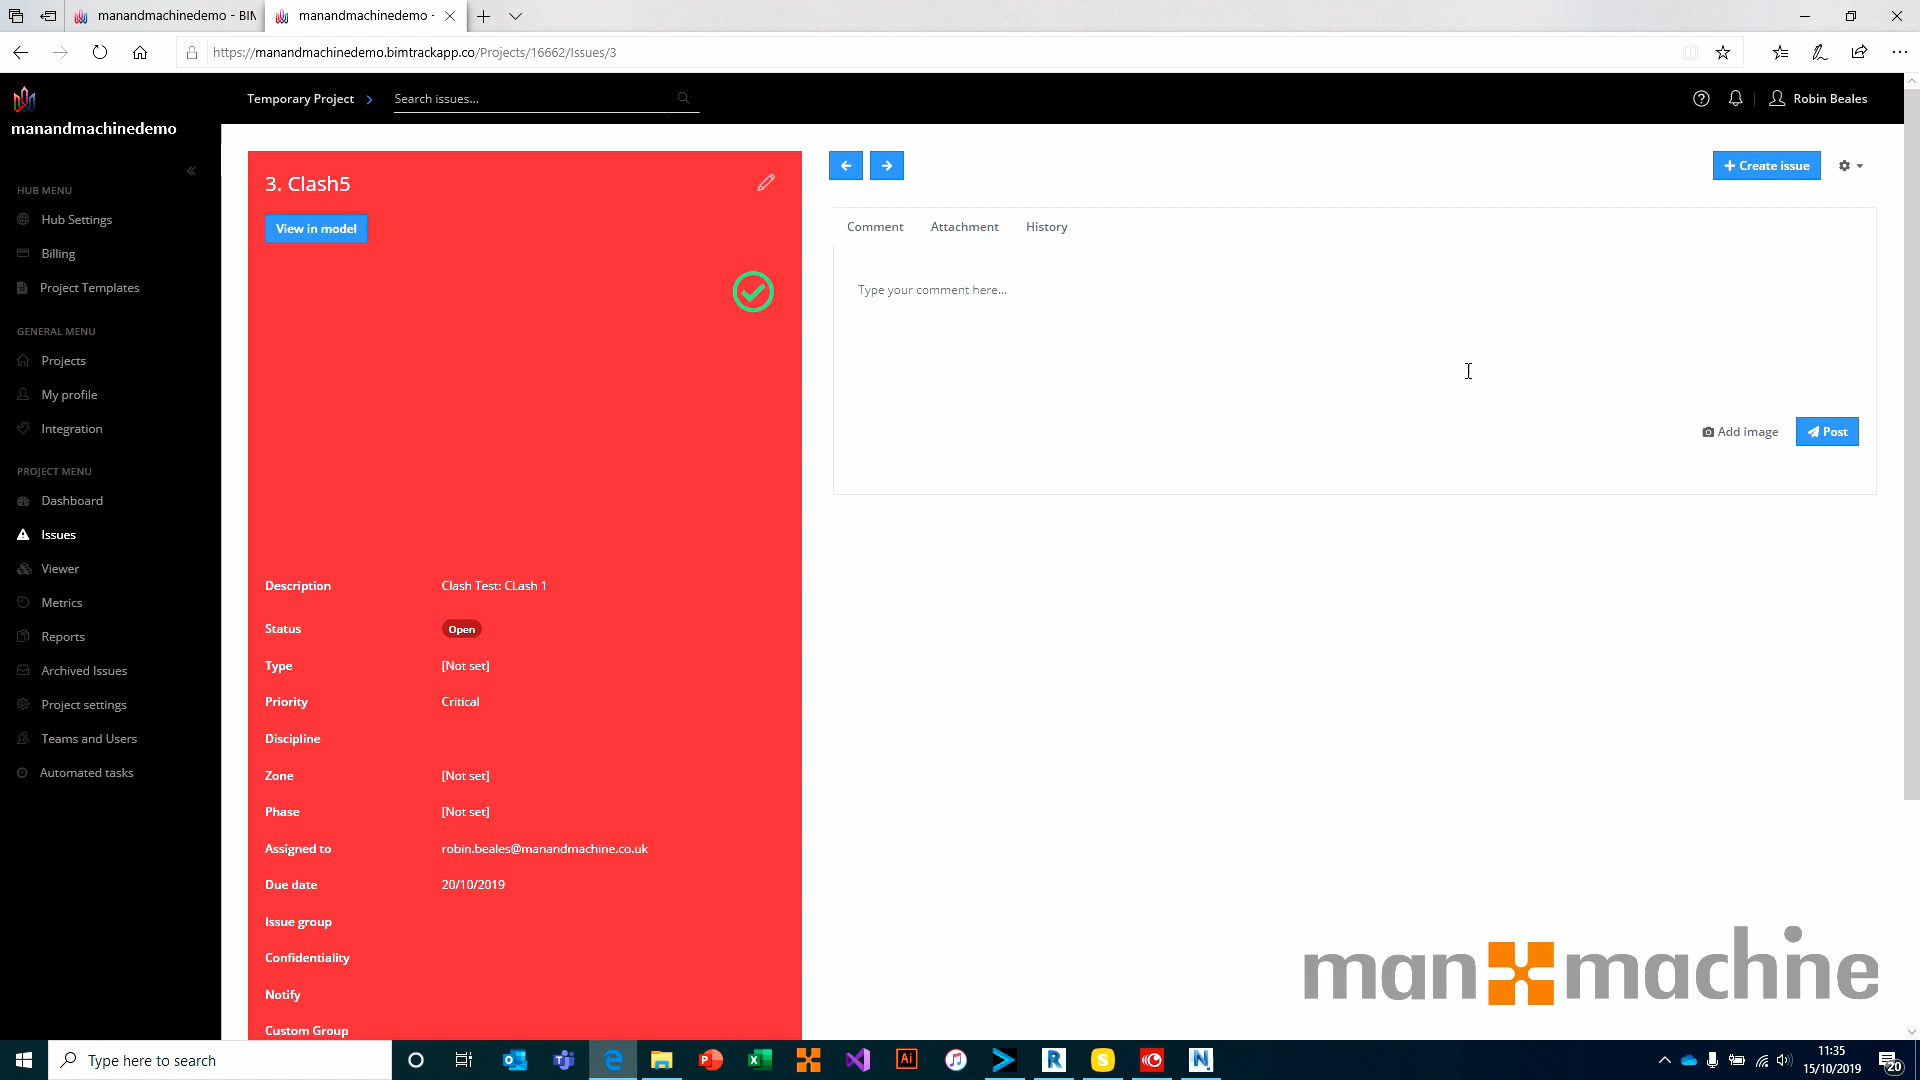 manandmachinedemo - BIM
manandmachinedemo -
https://manandmachinedemo.bimtrackapp.co/Projects/16662/Issues/3
manandmachinedemo
Temporary Project
Search issues...
Robin Beales
HUB MENU
Hub Settings
Billing
Project Templates
GENERAL MENU
Projects
My profile
Integration
PROJECT MENU
Dashboard
Issues
Viewer
Metrics
Reports
Archived Issues
Project settings
Teams and Users
Automated tasks
3. Clash5
View in model
Description Clash Test: CLash 1
Status Open
Type [Not set]
Priority Critical
Discipline
Zone [Not set]
Phase [Not set]
Assigned to robin.beales@manandmachine.co.uk
Due date 20/10/2019
Issue group
Confidentiality
Notify
Custom Group
+ Create issue
Comment Attachment History
Type your comment here...
Add image Post
man machine
Type here to search
11:35
15/10/2019
20